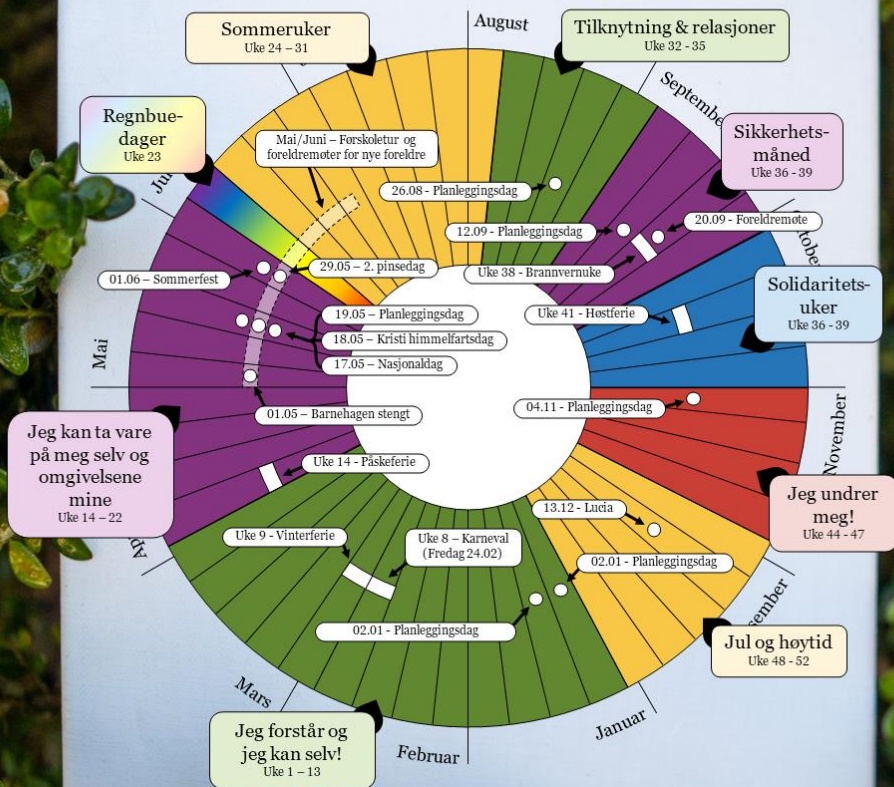 August
Sommeruker
Uke 24 – 31
Tilknytning & relasjoner
Uke 32 - 35
September
Regnbue-
dager
Uke 23
Sikkerhets-
måned
Uke 36 - 39
Mai/Juni – Førskoletur og
foreldremøter for nye foreldre
26.08 - Planleggingsdag
12.09 - Planleggingsdag
20.09 - Foreldremøte
Uke 38 - Brannvernuke
29.05 – 2. pinsedag
01.06 – Sommerfest
Uke 41 - Høstferie
Solidaritets-
uker
Uke 36 - 39
19.05 – Planleggingsdag
18.05 – Kristi himmelfartsdag
17.05 – Nasjonaldag
Mai
01.05 – Barnehagen stengt
04.11 - Planleggingsdag
November
Jeg kan ta vare
på meg selv og
omgivelsene
mine
Uke 14 – 22
Uke 14 - Påskeferie
Jeg undrer
meg!
Uke 44 - 47
13.12 - Lucia
Uke 9 - Vinterferie
Uke 8 – Karneval
(Fredag 24.02)
02.01 - Planleggingsdag
02.01 - Planleggingsdag
Jul og høytid
Uke 48 - 52
Mars
Januar
Februar
Jeg forstår og
jeg kan selv!
Uke 1 – 13